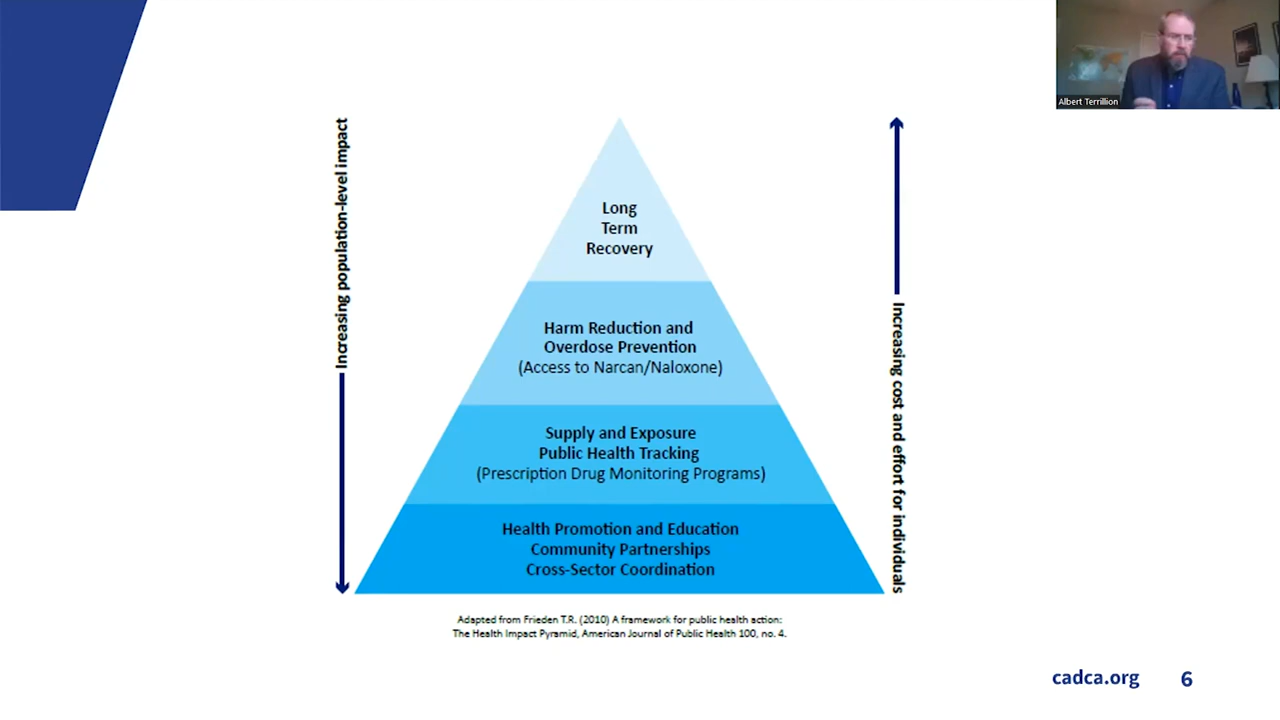 Albert Terrillion
Increasing population-level impact
Long
Term
Recovery
Harm Reduction and
Overdose Prevention
(Access to Narcan/Naloxone)
Supply and Exposure
Public Health Tracking
(Prescription Drug Monitoring Programs)
Health Promotion and Education
Community Partnerships
Cross-Sector Coordination
Increasing cost and effort for individuals
Adapted from Frieden T.R. (2010) A framework for public health action:
The Health Impact Pyramid, American Journal of Public Health 100, no. 4.
cadca.org 6